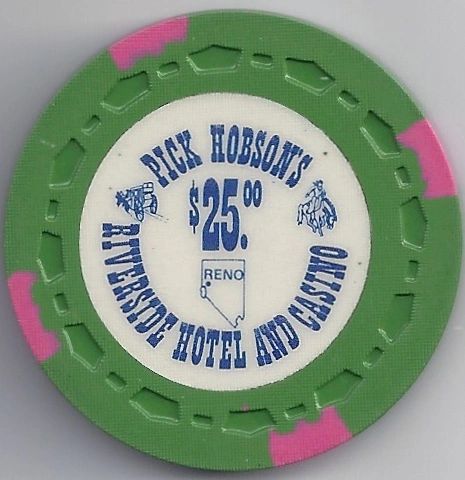 PICK HOBSON'S
$25.00
RENO
RIVERSIDE HOTEL AND CASINO